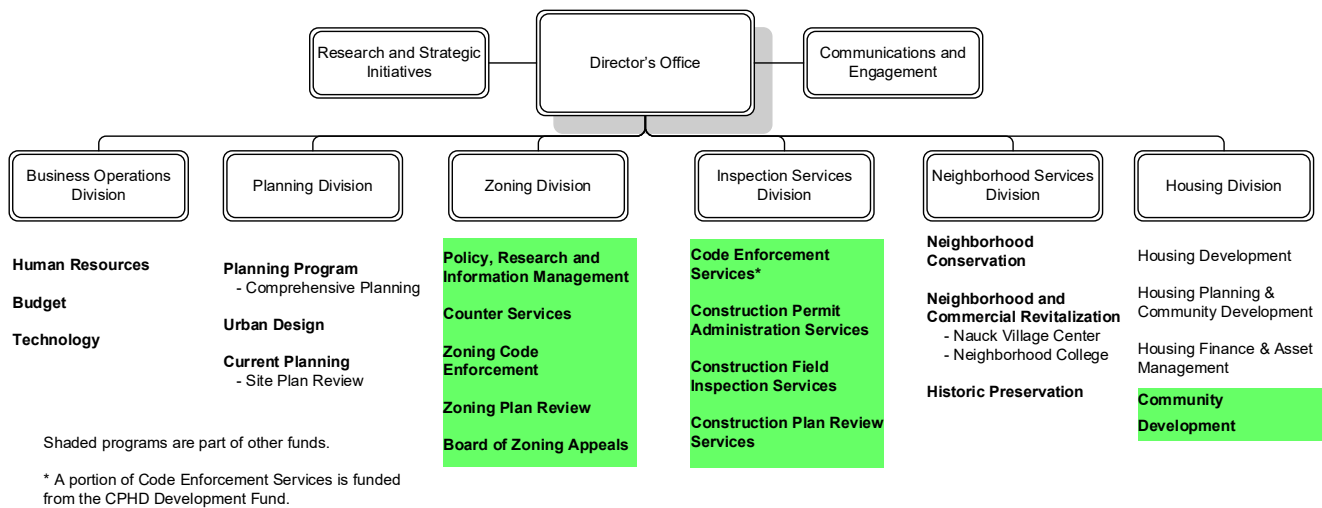 Research and Strategic
Initiatives
Director's Office
Communications and
Engagement
Business Operations
Division
Planning Division
Zoning Division
Inspection Services
Division
Neighborhood Services
Division
Housing Division
Human Resources
Budget
Technology
Planning Program
- Comprehensive Planning
Urban Design
Current Planning
- Site Plan Review
Policy, Research and
Information Management
Counter Services
Zoning Code
Enforcement
Zoning Plan Review
Board of Zoning Appeals
Code Enforcement
Services*
Construction Permit
Administration Services
Construction Field
Inspection Services
Construction Plan Review
Services
Neighborhood
Conservation
Neighborhood and
Commercial Revitalization
- Nauck Village Center
- Neighborhood College
Historic Preservation
Housing Development
Housing Planning &
Community Development
Housing Finance & Asset
Management
Community
Development
Shaded programs are part of other funds.
* A portion of Code Enforcement Services is funded
from the CPHD Development Fund.